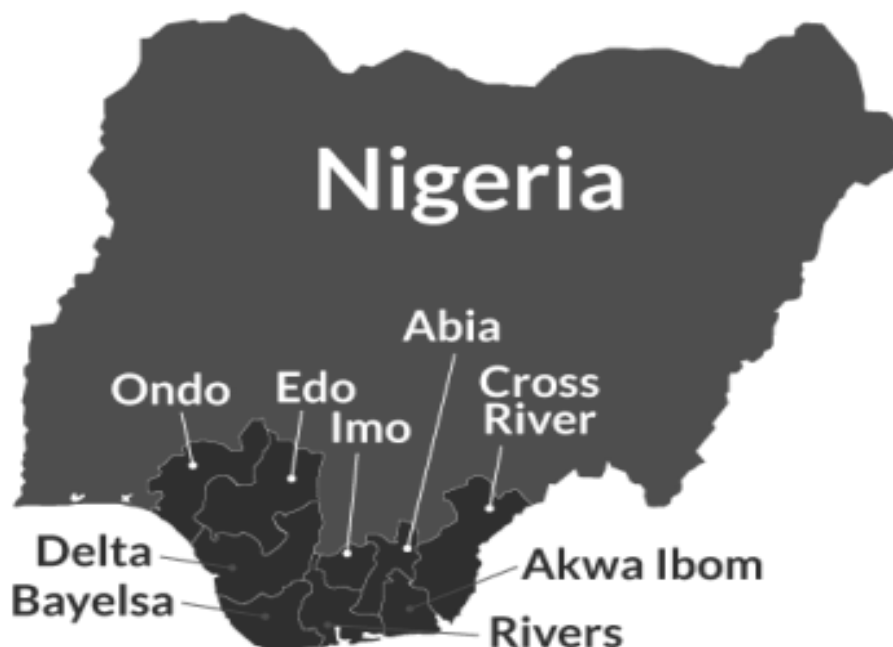 Nigeria
Abia
Ondo
Edo
Imo
Cross
River
Delta
Bayelsa
Akwa Ibom
Rivers